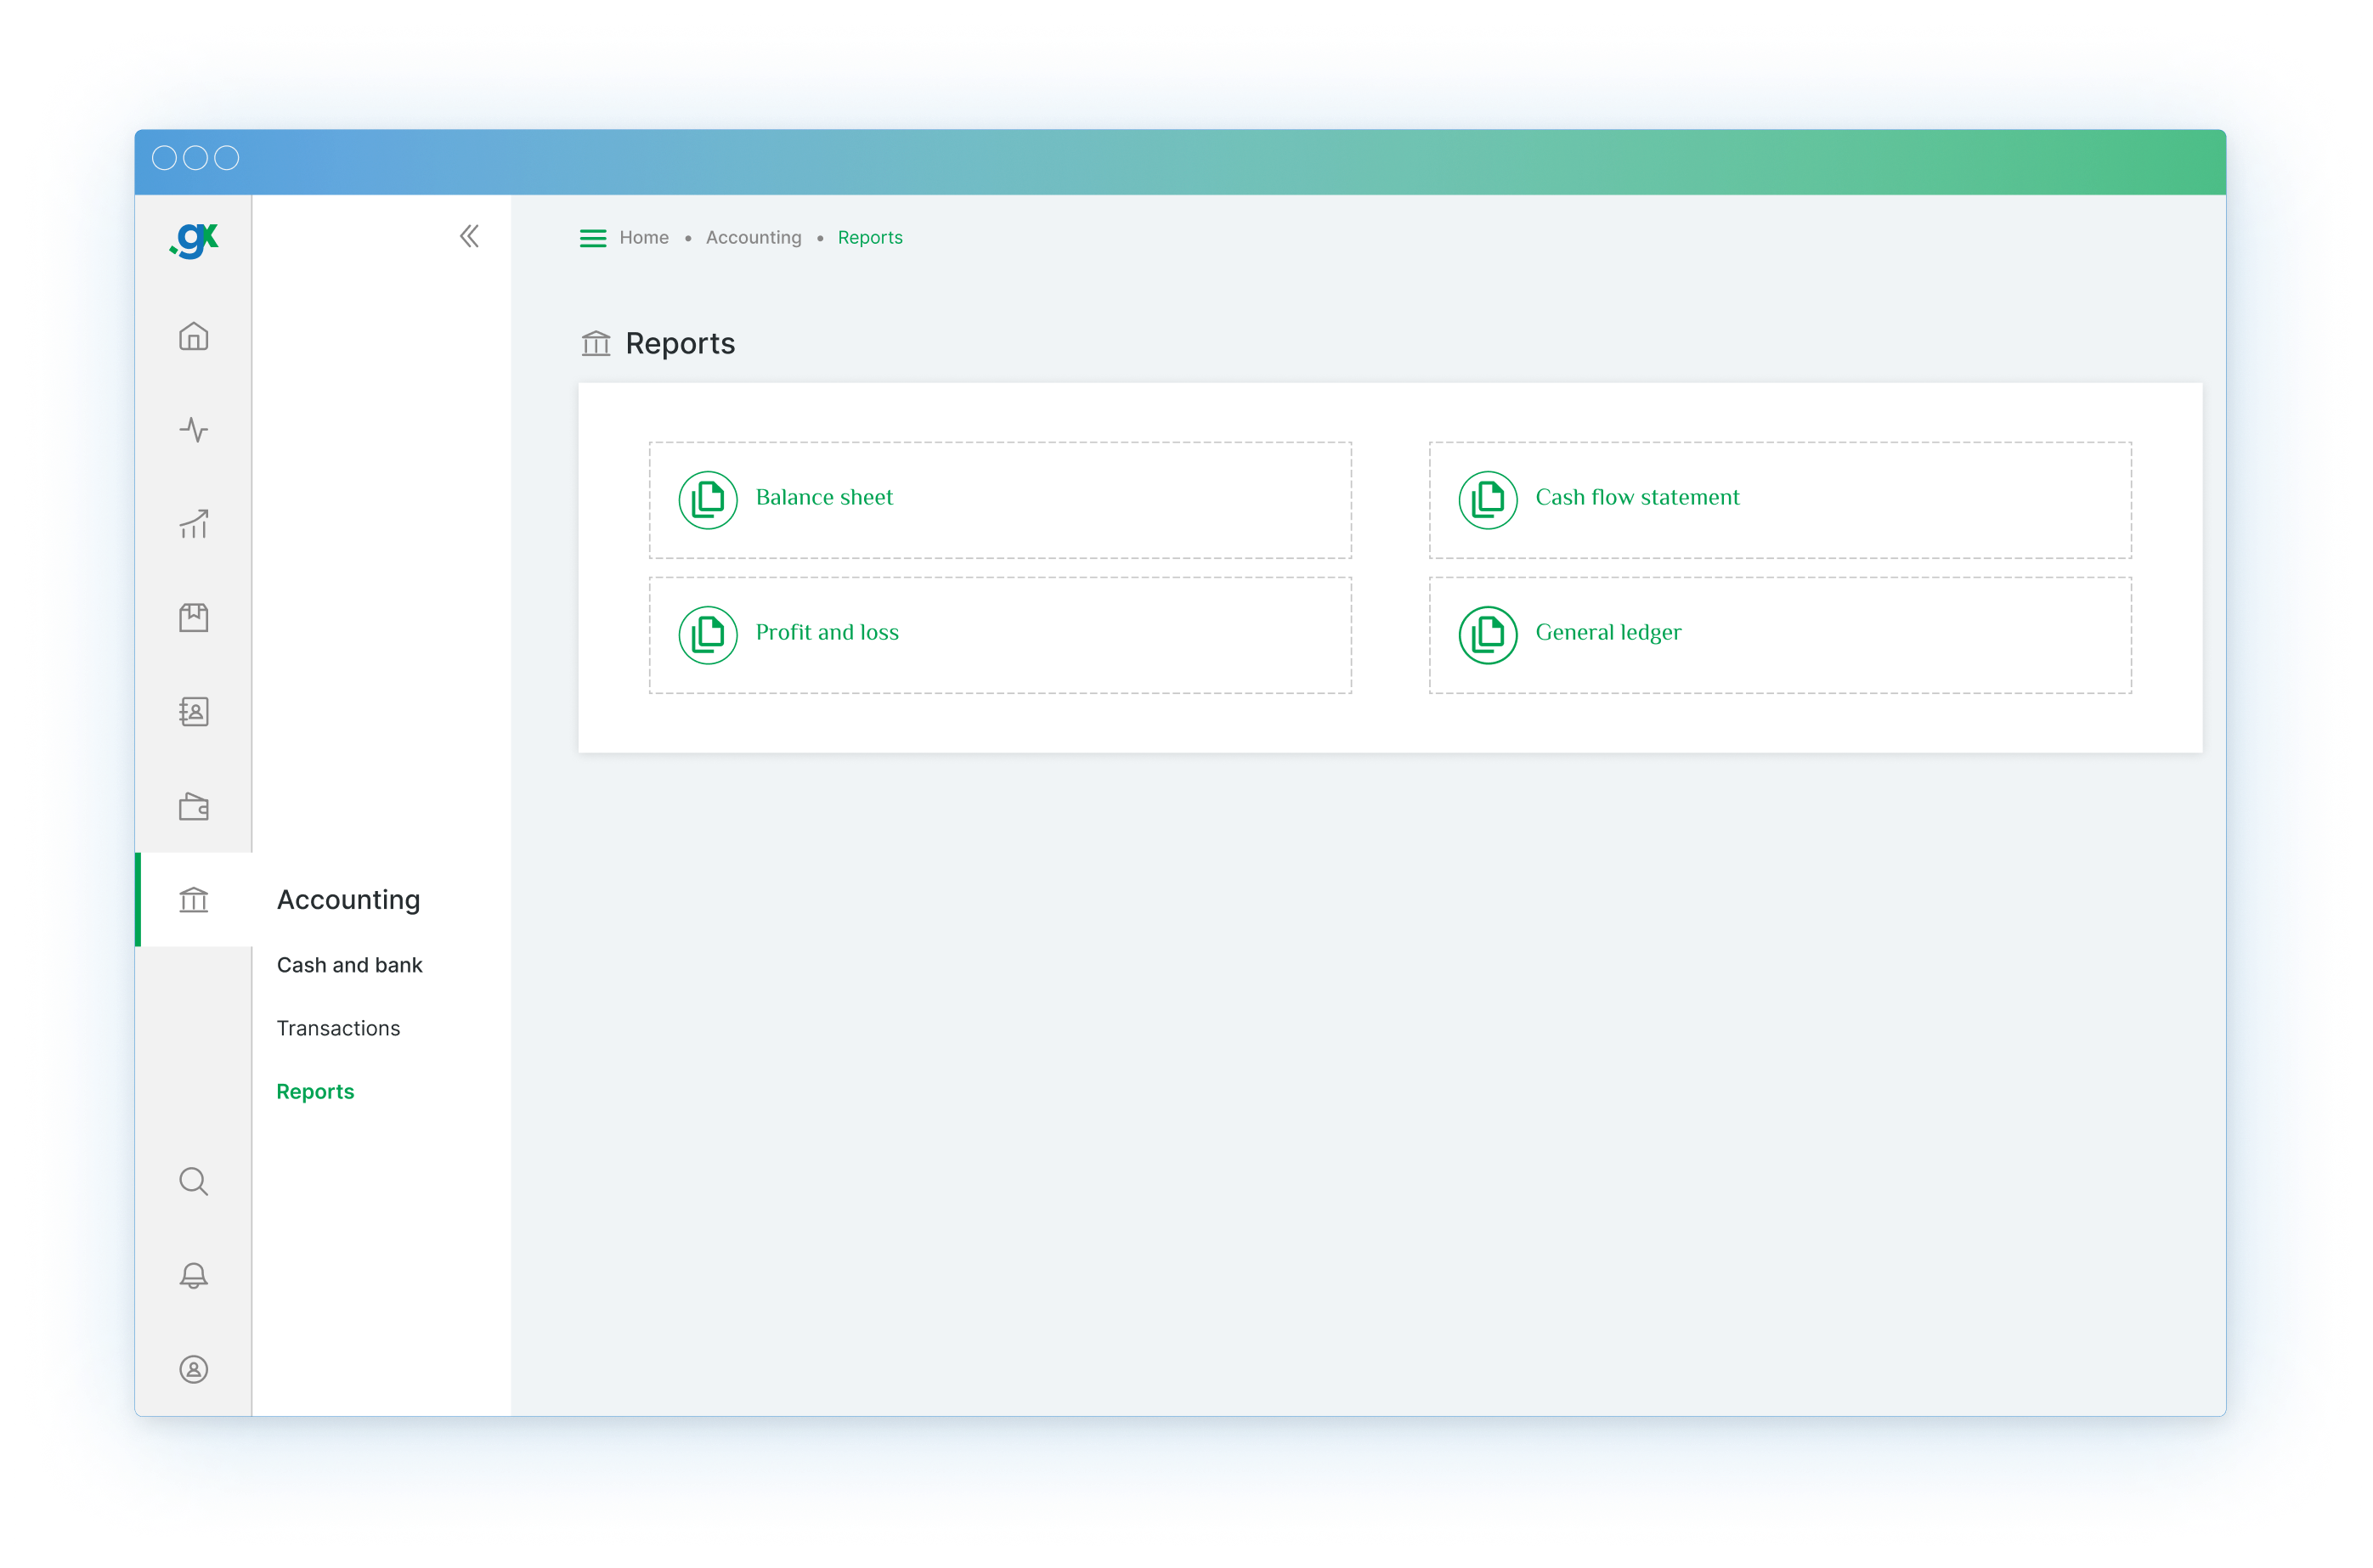 .gx
Home • Accounting • Reports
Reports
Balance sheet
Cash flow statement
Profit and loss
General ledger
Accounting
Cash and bank
Transactions
Reports